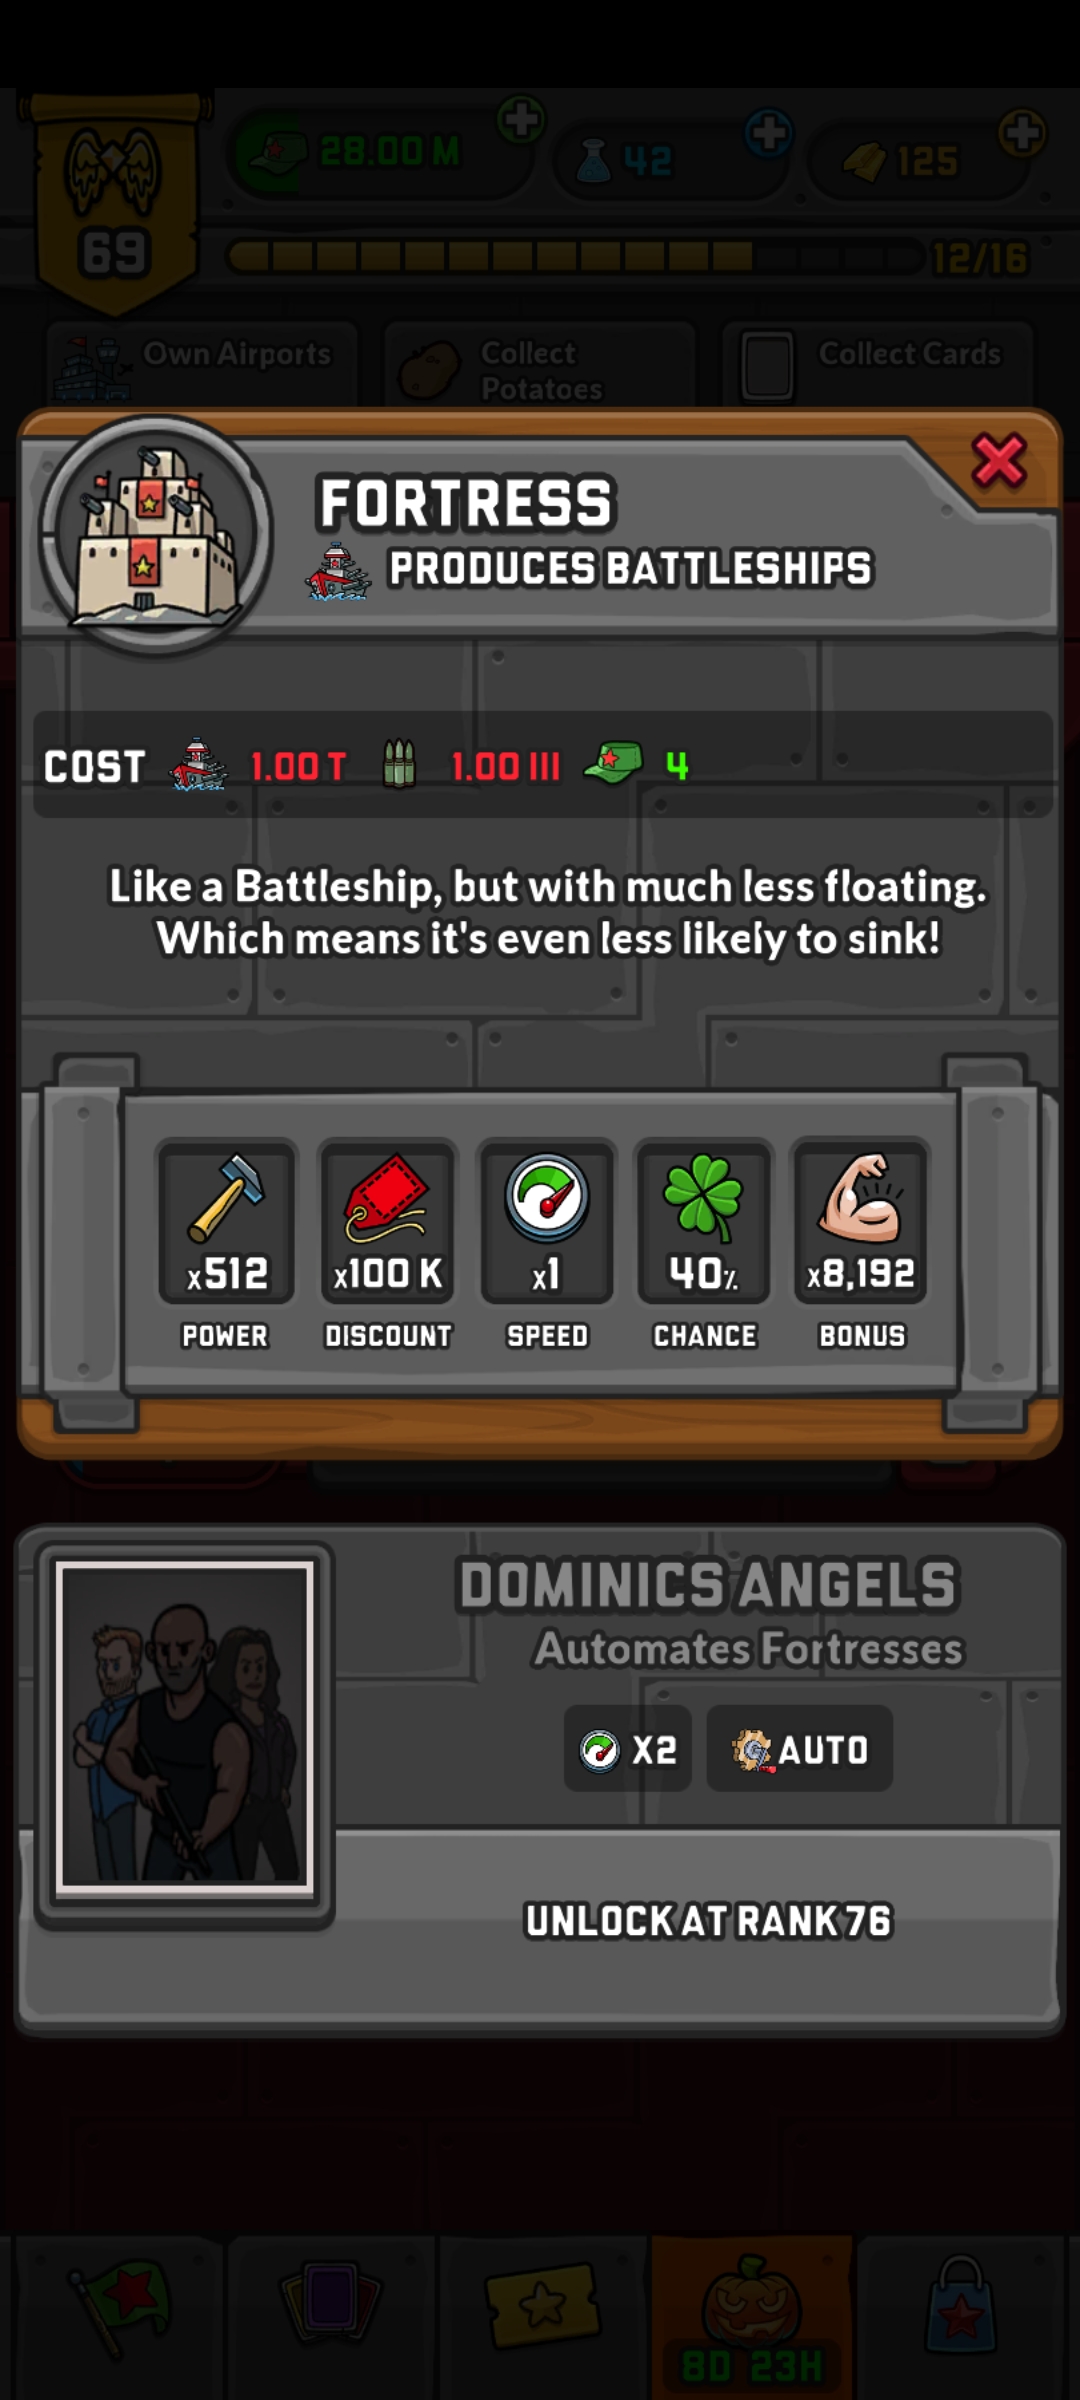 28.00 M
42
125
69
12/16
Own Airports
Collect
Potatoes
Collect Cards
FORTRESS
PRODUCES BATTLESHIPS
COST 1.00 T 1.00 III 4
Like a Battleship, but with much less floating.
Which means it's even less likely to sink!
x512
x100 K
x1
40%
x8,192
POWER
DISCOUNT
SPEED
CHANCE
BONUS
DOMINICS ANGELS
Automates Fortresses
X2
AUTO
UNLOCK AT RANK 76
8D 23H